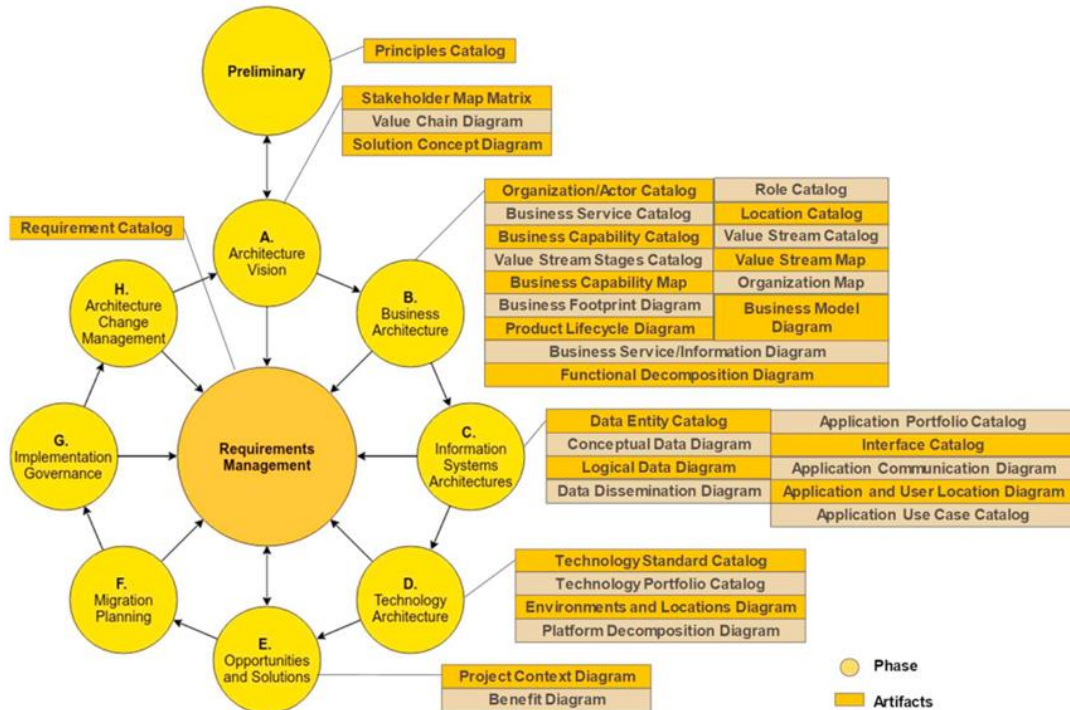 Preliminary
Principles Catalog
Stakeholder Map Matrix
Value Chain Diagram
Solution Concept Diagram
Requirement Catalog
A.
Architecture
Vision
Organization/Actor Catalog
Role Catalog
Business Service Catalog
Location Catalog
Business Capability Catalog
Value Stream Catalog
Value Stream Stages Catalog
Value Stream Map
Business Capability Map
Organization Map
Business Footprint Diagram
Business Model
Diagram
Product Lifecycle Diagram
Business Service/Information Diagram
Functional Decomposition Diagram
H.
Architecture
Change
Management
B.
Business
Architecture
G.
Implementation
Governance
Requirements
Management
C.
Information
Systems
Architectures
Data Entity Catalog
Application Portfolio Catalog
Conceptual Data Diagram
Interface Catalog
Logical Data Diagram
Application Communication Diagram
Data Dissemination Diagram
Application and User Location Diagram
Application Use Case Catalog
F.
Migration
Planning
D.
Technology
Architecture
Technology Standard Catalog
Technology Portfolio Catalog
Environments and Locations Diagram
Platform Decomposition Diagram
E.
Opportunities
and Solutions
Project Context Diagram
Benefit Diagram
Phase
Artifacts